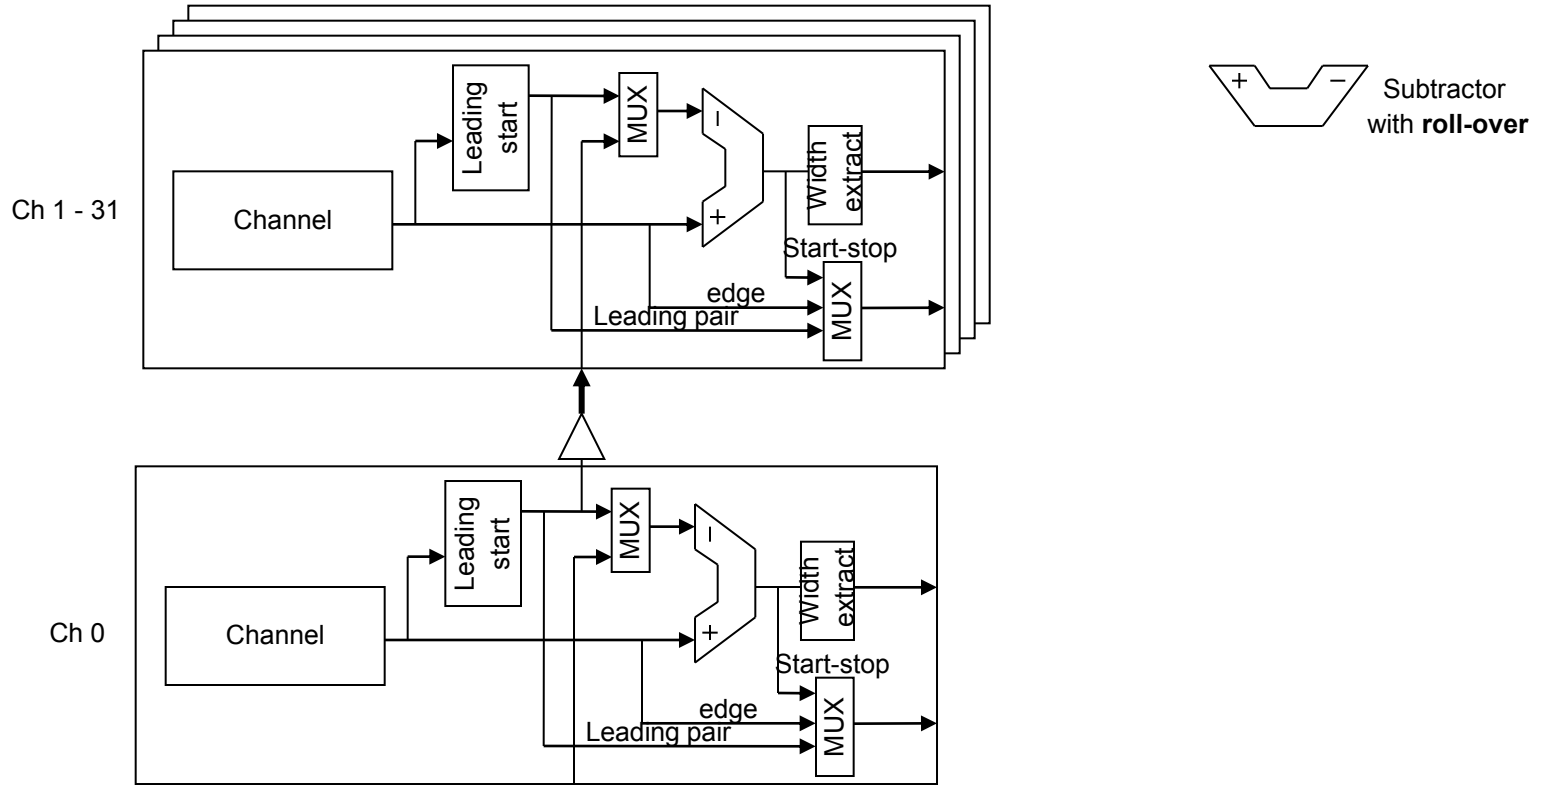 Leading
start
MUX
−
+
Subtractor
with roll-over
−
Width
extract
Ch 1 - 31
Channel
+
Start-stop
edge
Leading pair
MUX
Leading
start
MUX
−
Width
extract
Ch 0
Channel
+
Start-stop
edge
Leading pair
MUX